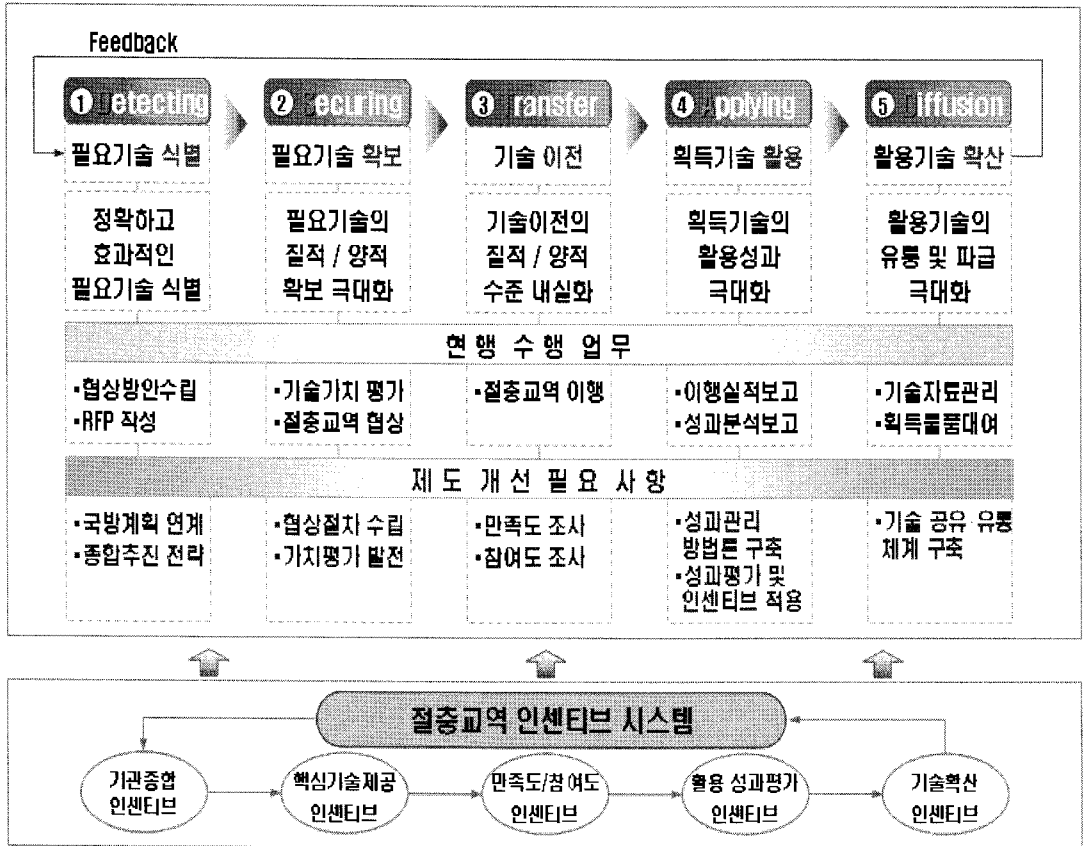 Feedback
① Detecting
② Securing
③ Transfer
④ Applying
⑤ Diffusion
필요기술 식별
필요기술 확보
기술 이전
획득기술 활용
활용기술 확산
정확하고
효과적인
필요기술 식별
필요기술의
질적 / 양적
확보 극대화
기술이전의
질적 / 양적
수준 내실화
획득기술의
활용성과
극대화
활용기술의
유통 및 파급
극대화
현행 수행 업무
▪협상방안수립
▪RFP 작성
▪기술가치 평가
▪절충교역 협상
▪절충교역 이행
▪이행실적보고
▪성과분석보고
▪기술자료관리
▪획득물품대여
제도 개선 필요 사항
▪국방계획 연계
▪종합추진 전략
▪협상절차 수립
▪가치평가 발전
▪만족도 조사
▪참여도 조사
▪성과관리
방법론 구축
▪성과평가 및
인센티브 적용
▪기술 공유 유통
체계 구축
절충교역 인센티브 시스템
기관종합
인센티브
핵심기술제공
인센티브
만족도/참여도
인센티브
활용 성과평가
인센티브
기술확산
인센티브